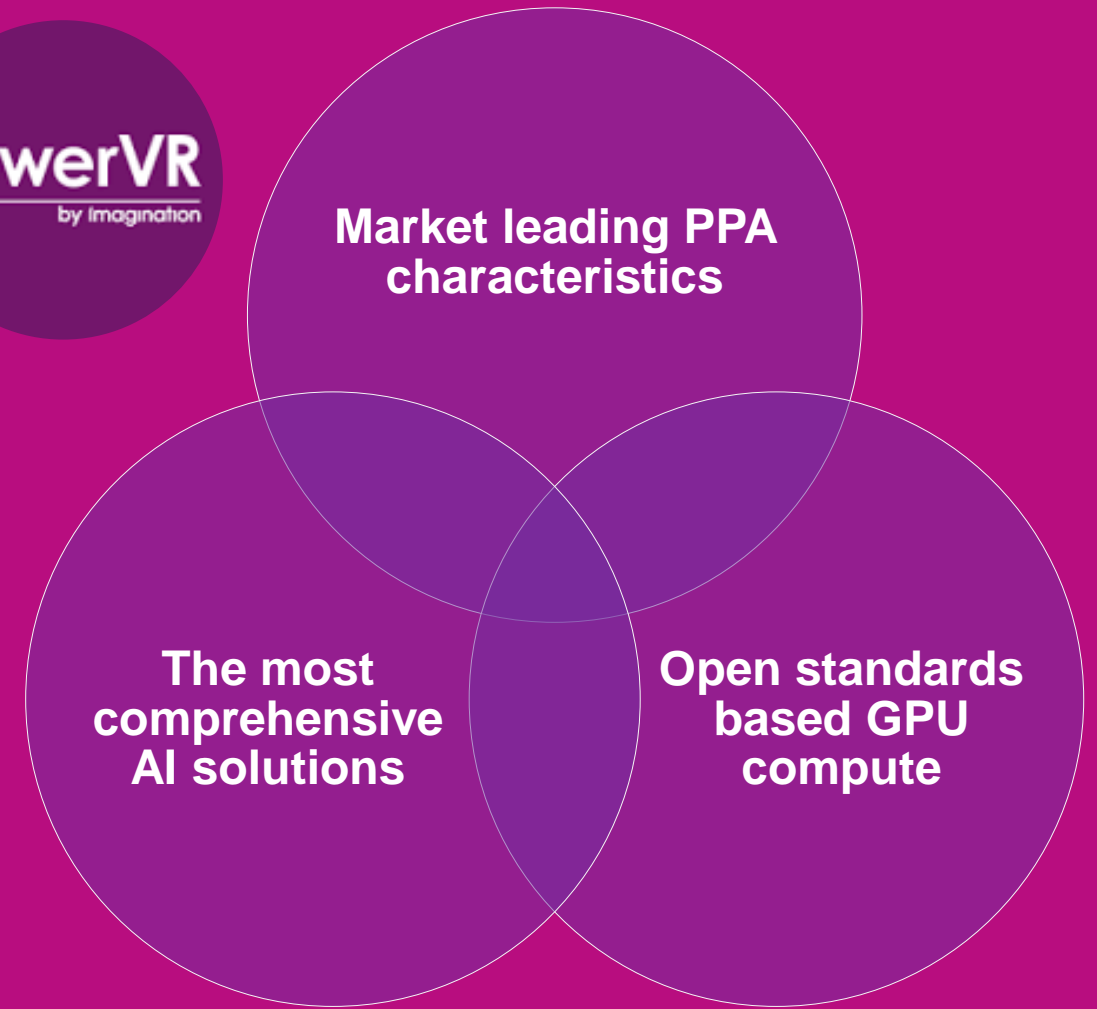 werVR
by Imagination
Market leading PPA
characteristics
The most
comprehensive
AI solutions
Open standards
based GPU
compute